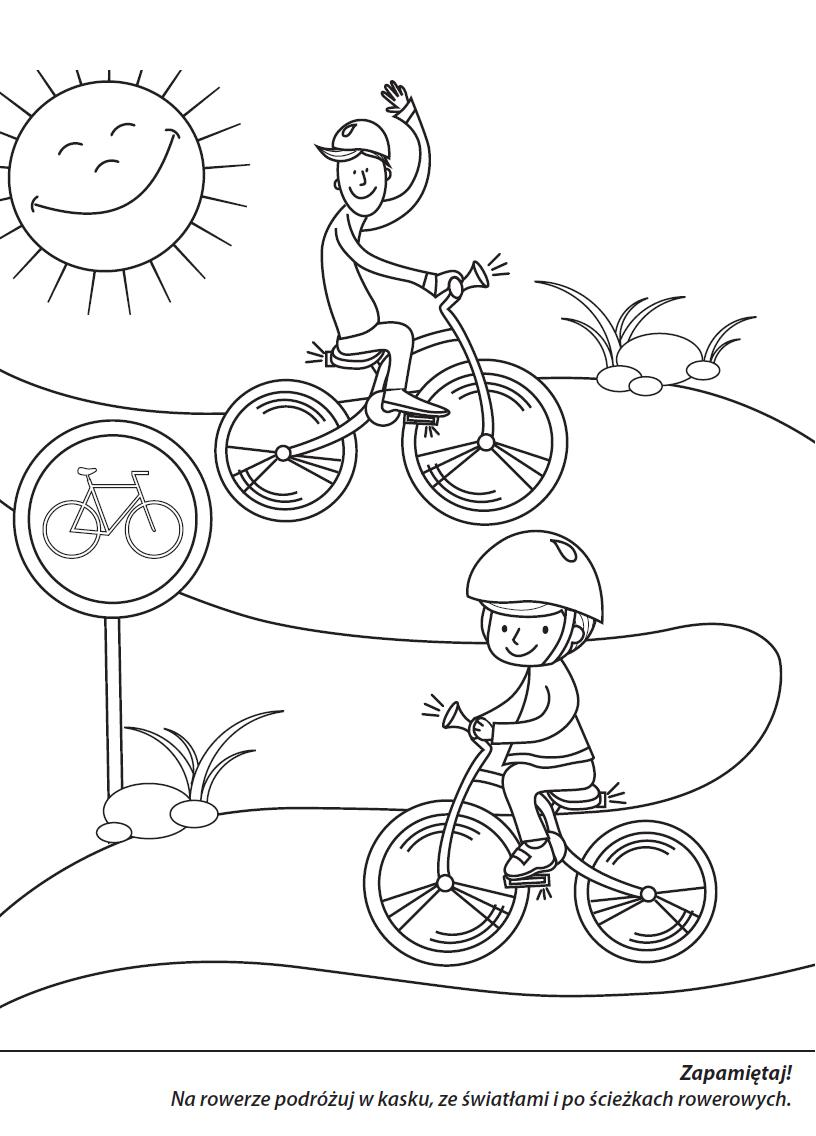 Zapamiętaj!
Na rowerze podróżuj w kasku, ze światłami i po ścieżkach rowerowych.